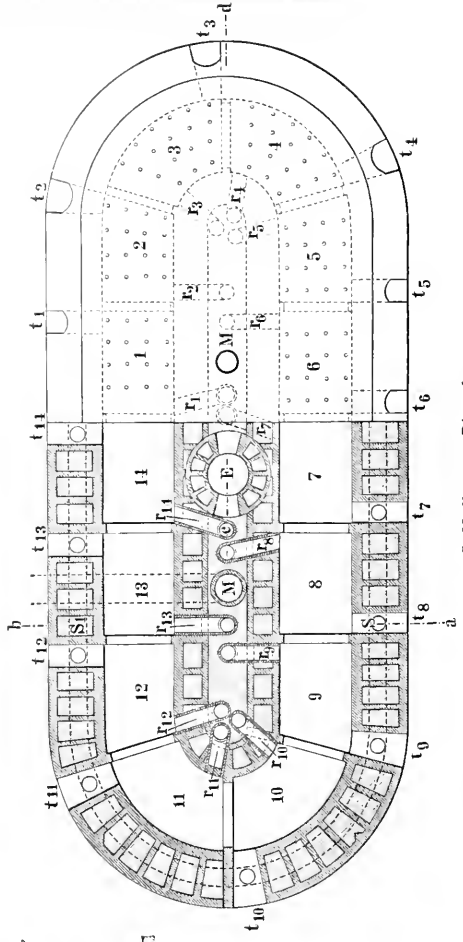 d
t₃
t₂
t₁
t₁₄
t₁₃
b
t₁₂
t₁₁
S₁
3
2
1
14
13
12
11
r₃
r₄
r₅
r₂
r₆
M
r₁
r₇
E
r₁₄
c
r₈
M
r₁₃
r₉
r₁₂
r₁₁
r₁₀
4
5
6
7
8
9
10
S
t₄
t₅
t₆
t₇
t₈
a
t₉
t₁₀